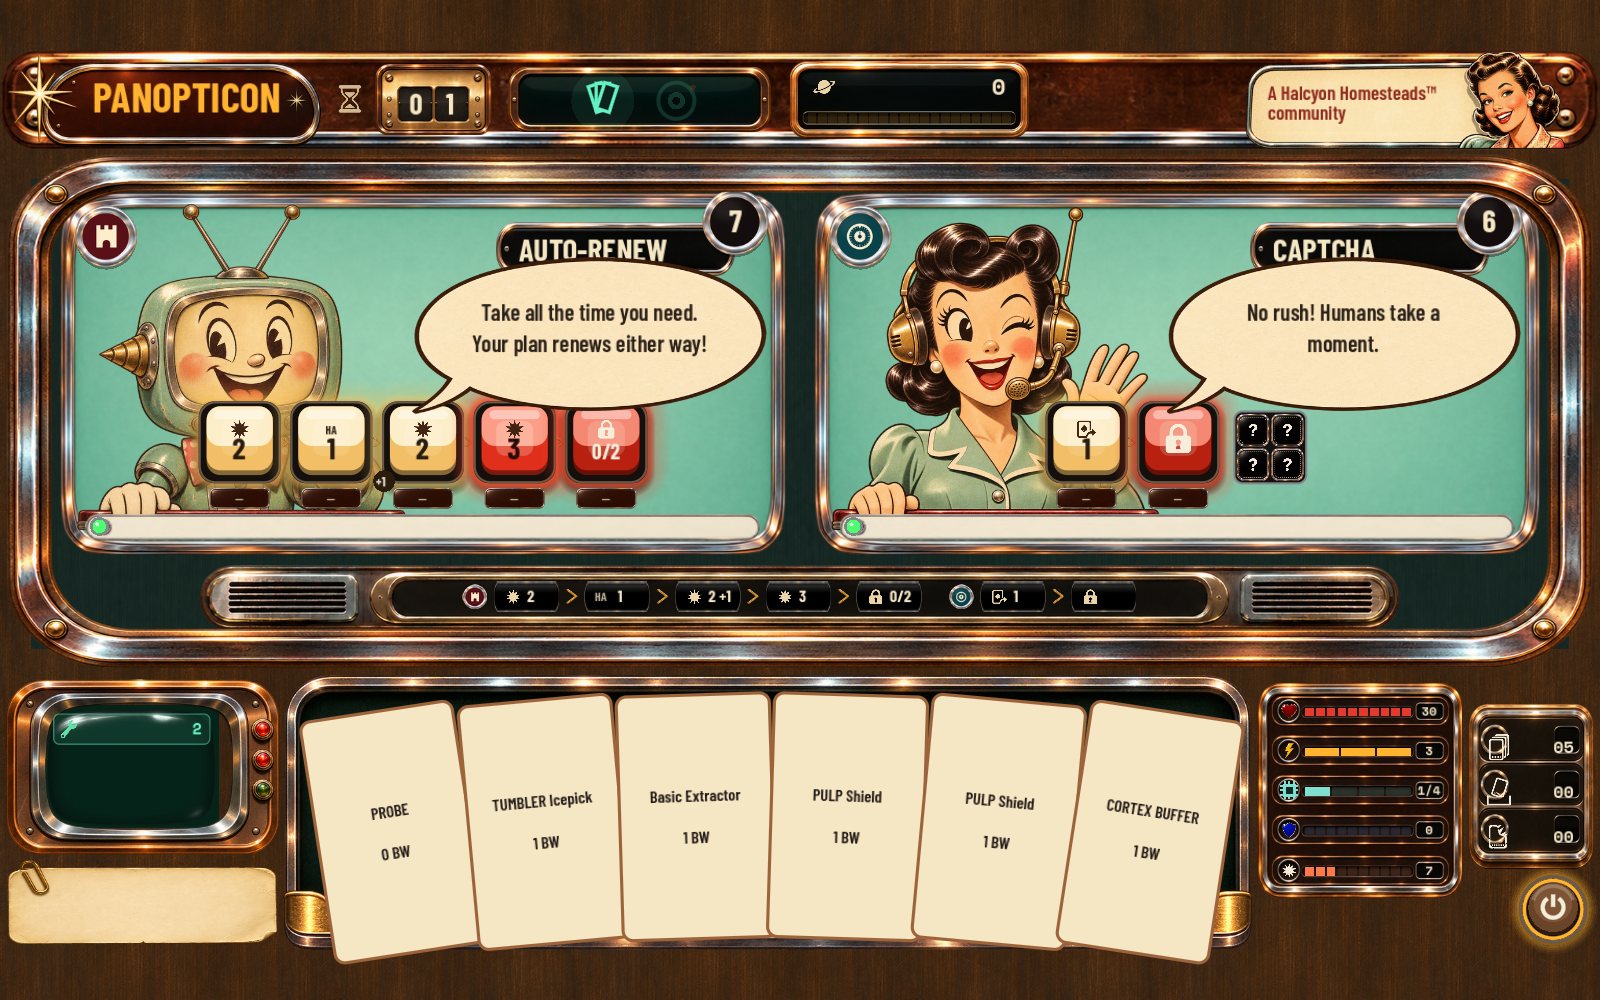 PANOPTICON
0 1
0
A Halcyon Homesteads™
community
7
AUTO-RENEW
Take all the time you need.
Your plan renews either way!
2
HA
1
2
+1
3
0/2
–
–
–
–
–
6
CAPTCHA
No rush! Humans take a
moment.
1
? ?
? ?
–
–
2 > HA 1 > 2 +1 > 3 > 0/2
1 >
2
PROBE
0 BW
TUMBLER Icepick
1 BW
Basic Extractor
1 BW
PULP Shield
1 BW
PULP Shield
1 BW
CORTEX BUFFER
1 BW
30
3
1/4
0
7
05
00
00